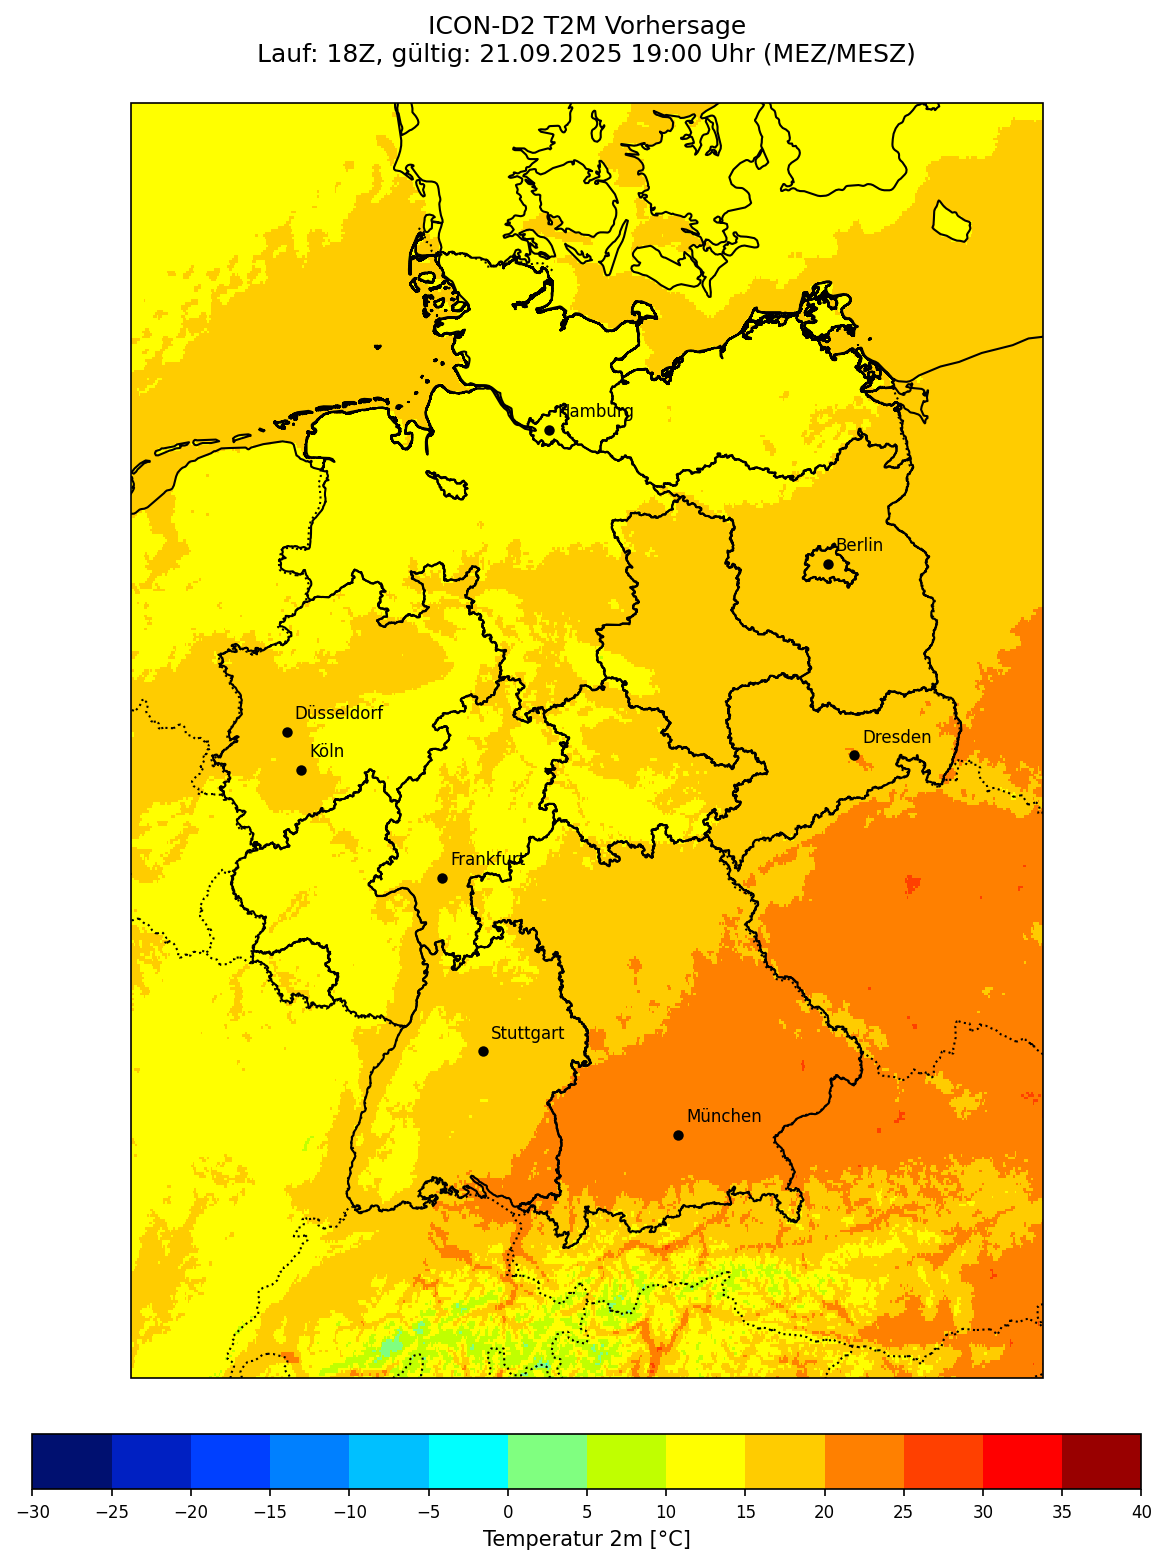 ICON-D2 T2M Vorhersage
Lauf: 18Z, gültig: 21.09.2025 19:00 Uhr (MEZ/MESZ)
Hamburg
Berlin
Düsseldorf
Dresden
Köln
Frankfurt
Stuttgart
München
−30 −25 −20 −15 −10 −5 0 5 10 15 20 25 30 35 40
Temperatur 2m [°C]